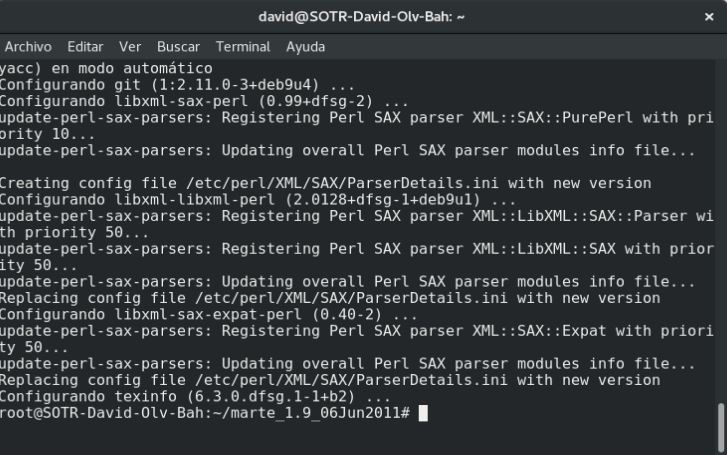 david@SOTR-David-Olv-Bah: ~
Archivo Editar Ver Buscar Terminal Ayuda
yacc) en modo automático
Configurando git (1:2.11.0-3+deb9u4) ...
Configurando libxml-sax-perl (0.99+dfsg-2) ...
update-perl-sax-parsers: Registering Perl SAX parser XML::SAX::PurePerl with pri
ority 10...
update-perl-sax-parsers: Updating overall Perl SAX parser modules info file...
Creating config file /etc/perl/XML/SAX/ParserDetails.ini with new version
Configurando libxml-libxml-perl (2.0128+dfsg-1+deb9u1) ...
update-perl-sax-parsers: Registering Perl SAX parser XML::LibXML::SAX::Parser wi
th priority 50...
update-perl-sax-parsers: Registering Perl SAX parser XML::LibXML::SAX with prior
ity 50...
update-perl-sax-parsers: Updating overall Perl SAX parser modules info file...
Replacing config file /etc/perl/XML/SAX/ParserDetails.ini with new version
Configurando libxml-sax-expat-perl (0.40-2) ...
update-perl-sax-parsers: Registering Perl SAX parser XML::SAX::Expat with priori
ty 50...
update-perl-sax-parsers: Updating overall Perl SAX parser modules info file...
Replacing config file /etc/perl/XML/SAX/ParserDetails.ini with new version
Configurando texinfo (6.3.0.dfsg.1-1+b2) ...
root@SOTR-David-Olv-Bah:~/marte_1.9_06Jun2011#